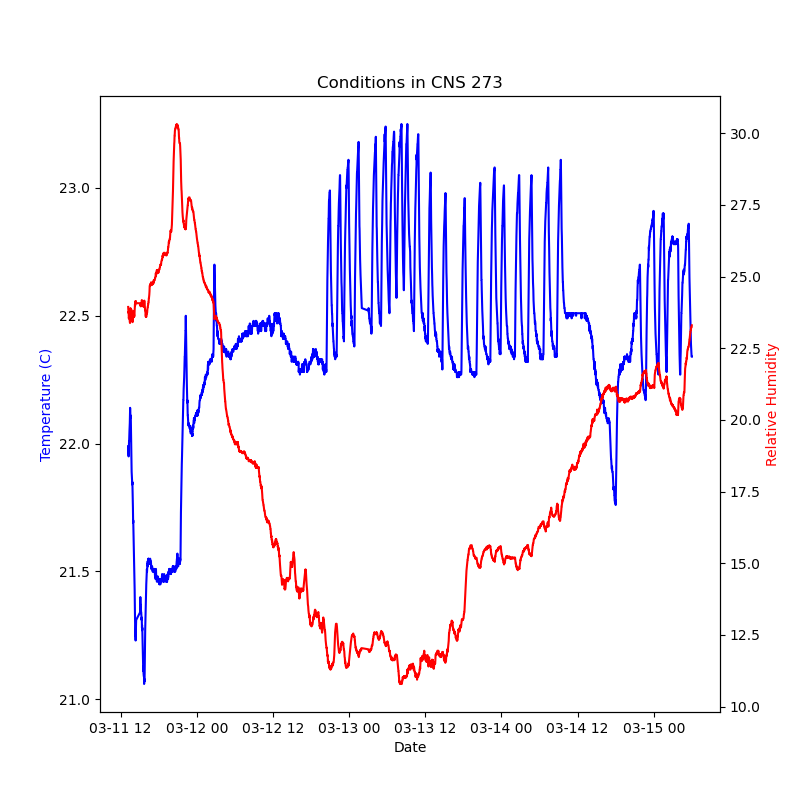 Conditions in CNS 273
Temperature (C)
23.0
22.5
22.0
21.5
21.0
30.0
27.5
25.0
22.5
20.0
17.5
15.0
12.5
10.0
Relative Humidity
03-11 12 03-12 00 03-12 12 03-13 00 03-13 12 03-14 00 03-14 12 03-15 00
Date